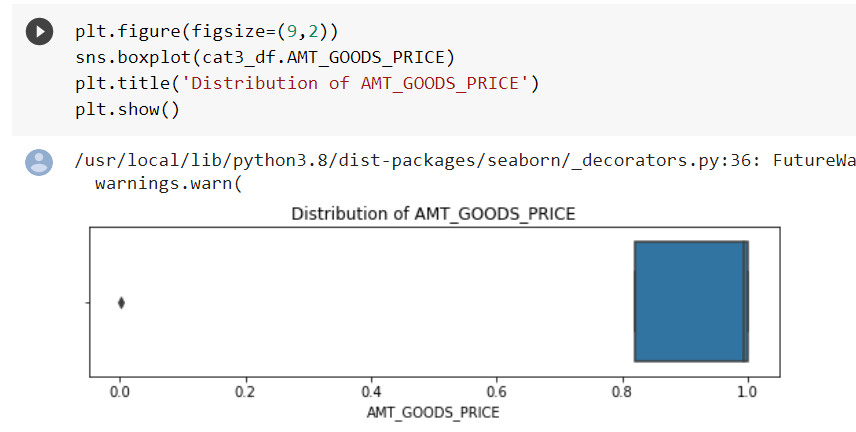 plt.figure(figsize=(9,2))
sns.boxplot(cat3_df.AMT_GOODS_PRICE)
plt.title('Distribution of AMT_GOODS_PRICE')
plt.show()
/usr/local/lib/python3.8/dist-packages/seaborn/_decorators.py:36: FutureWa
warnings.warn(
Distribution of AMT_GOODS_PRICE
0.0 0.2 0.4 0.6 0.8 1.0
AMT_GOODS_PRICE